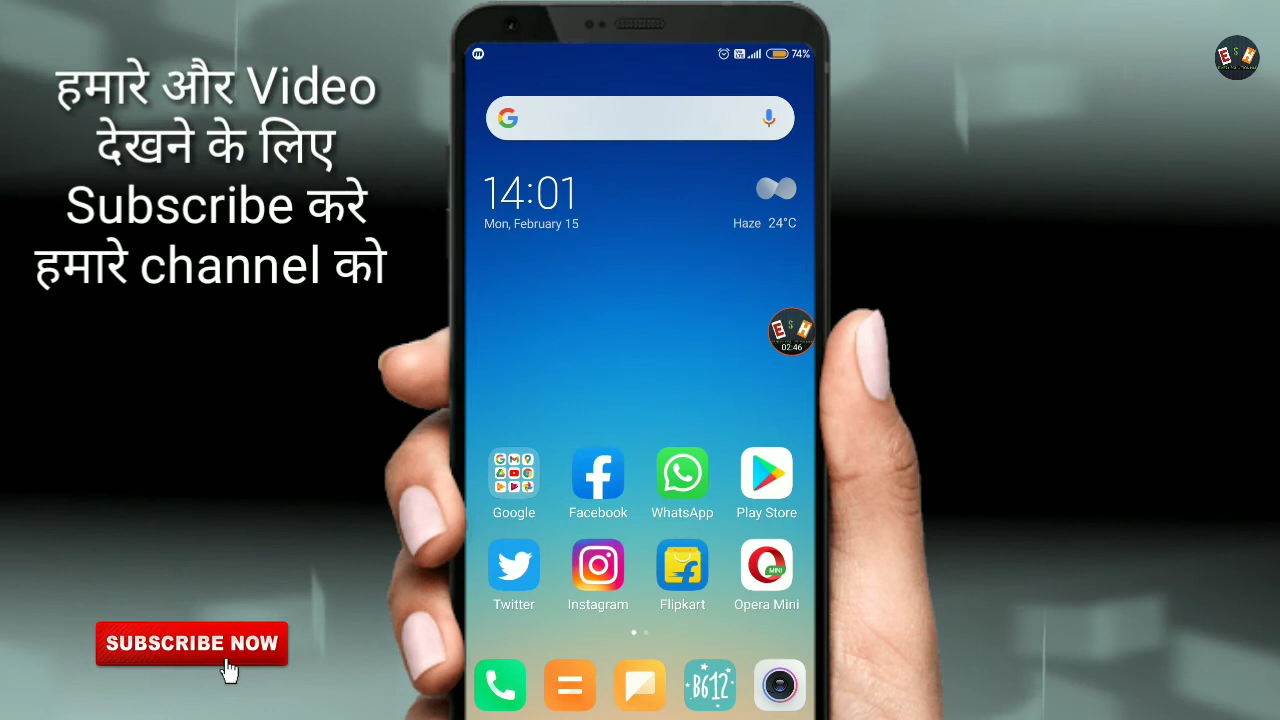 हमारे और Video
देखने के लिए
Subscribe करे
हमारे channel को
SUBSCRIBE NOW
74%
14:01
Mon, February 15
Haze 24°C
E $ H
E $ H
02:46
Google
Facebook
WhatsApp
Play Store
Twitter
Instagram
Flipkart
MINI
Opera Mini
B612